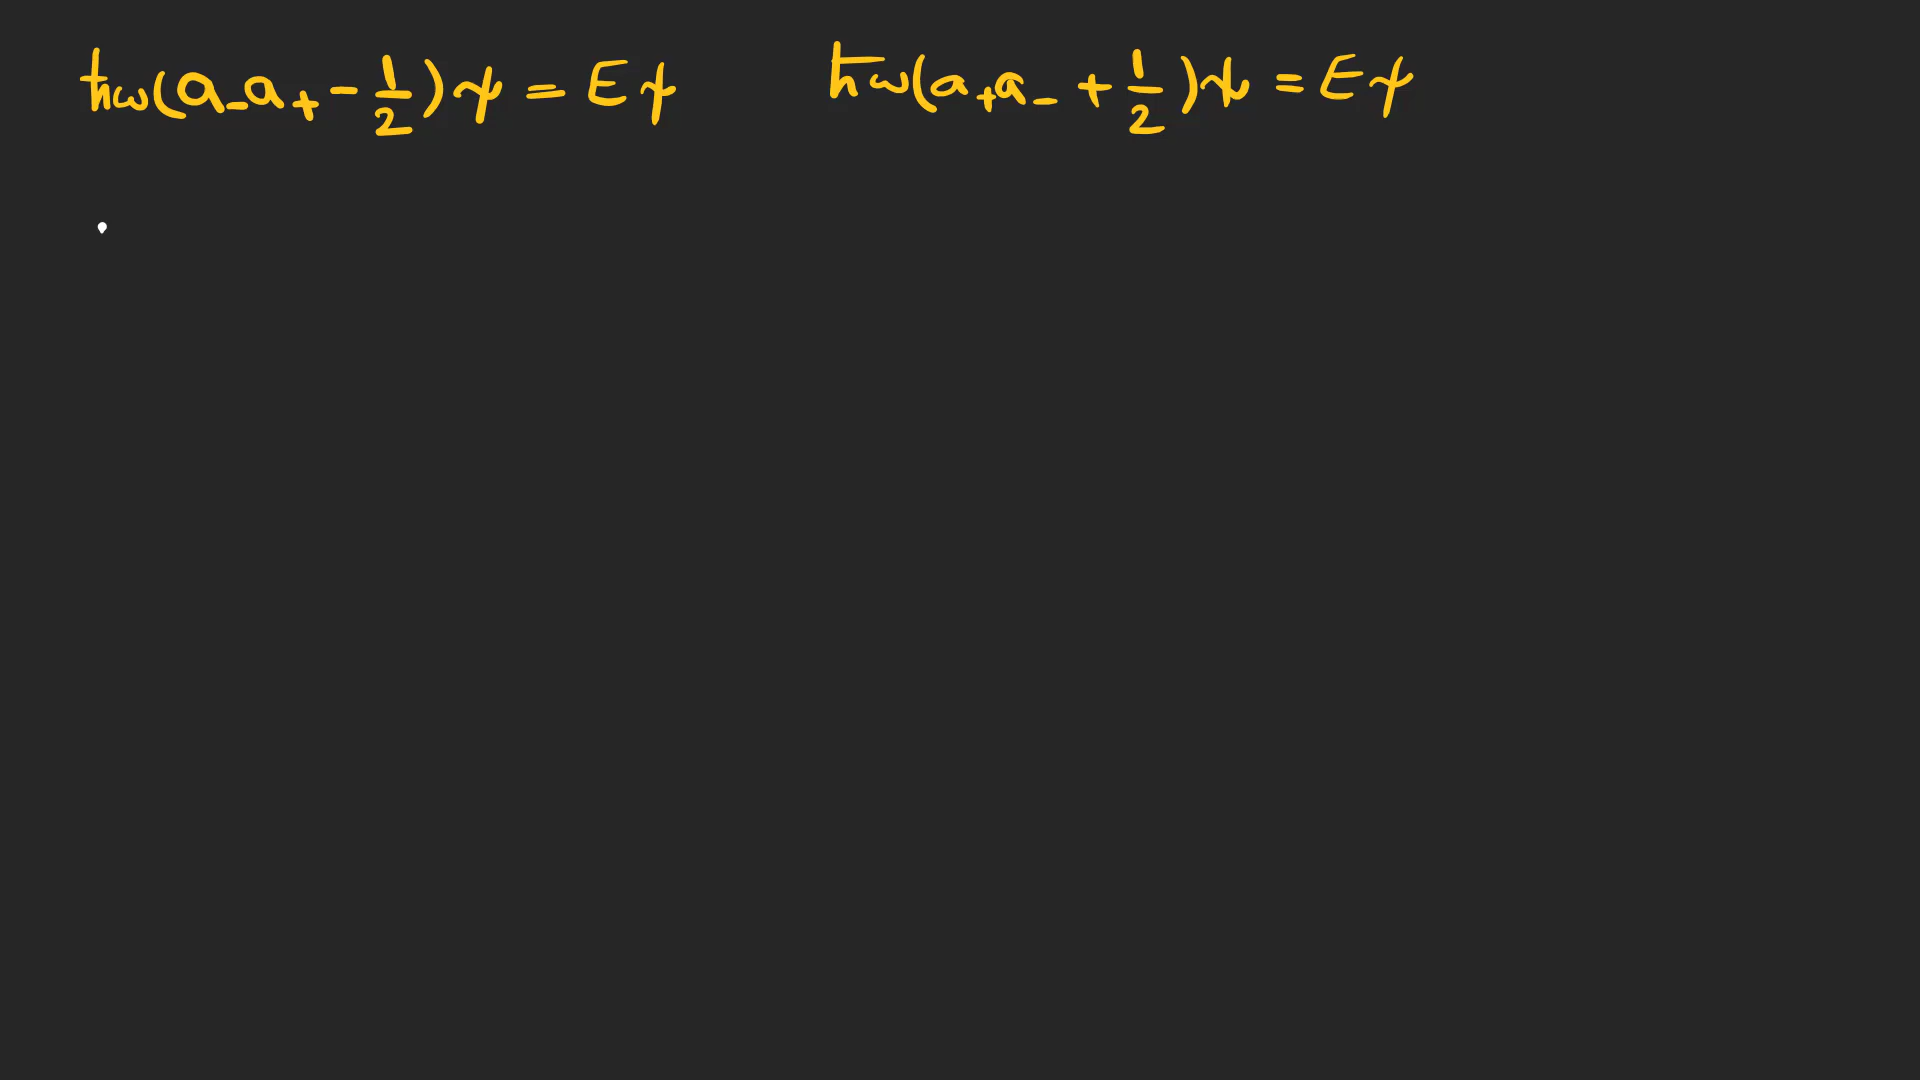 ħω(a₋a₊ - 1/2)ψ = Eψ    ħω(a₊a₋ + 1/2)ψ = Eψ